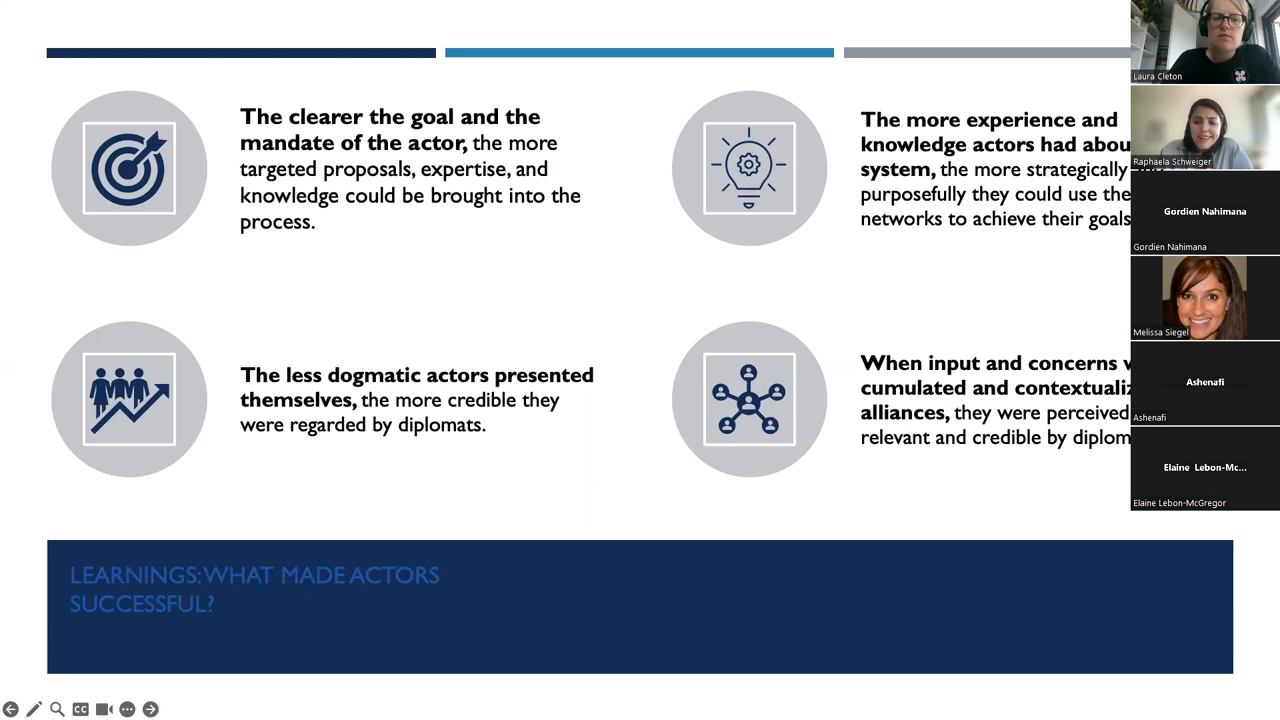 The clearer the goal and the
mandate of the actor, the more
targeted proposals, expertise, and
knowledge could be brought into the
process.
The more experience and
knowledge actors had abou
system, the more strategically
purposefully they could use the
networks to achieve their goals
The less dogmatic actors presented
themselves, the more credible they
were regarded by diplomats.
When input and concerns
cumulated and contextualiz
alliances, they were perceived
relevant and credible by diplom
LEARNINGS: WHAT MADE ACTORS
SUCCESSFUL?
Laura Cleton
Raphaela Schweiger
Gordien Nahimana
Gordien Nahimana
Melissa Siegel
Ashenafi
Ashenafi
Elaine Lebon-Mc...
Elaine Lebon-McGregor
CC